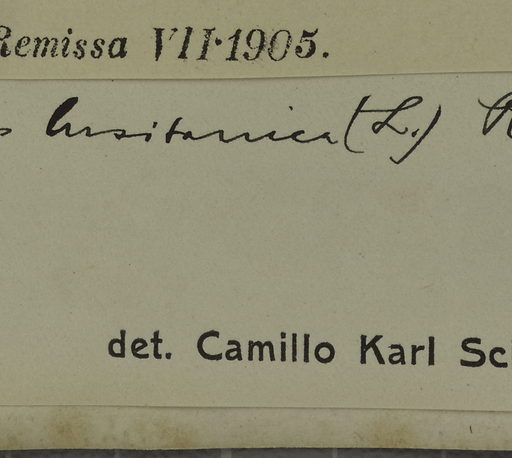 Remissa VII·1905.
lusitanica (L.)
det. Camillo Karl Sc